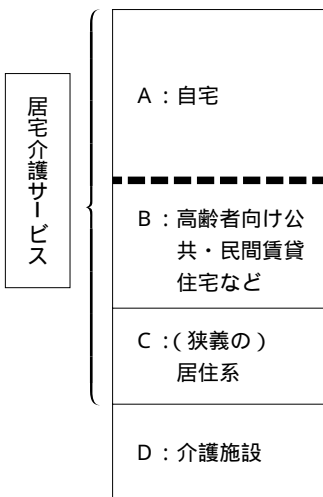 居宅介護サービス
A：自宅
B：高齢者向け公
共・民間賃貸
住宅など
C：（狭義の）
居住系
D：介護施設